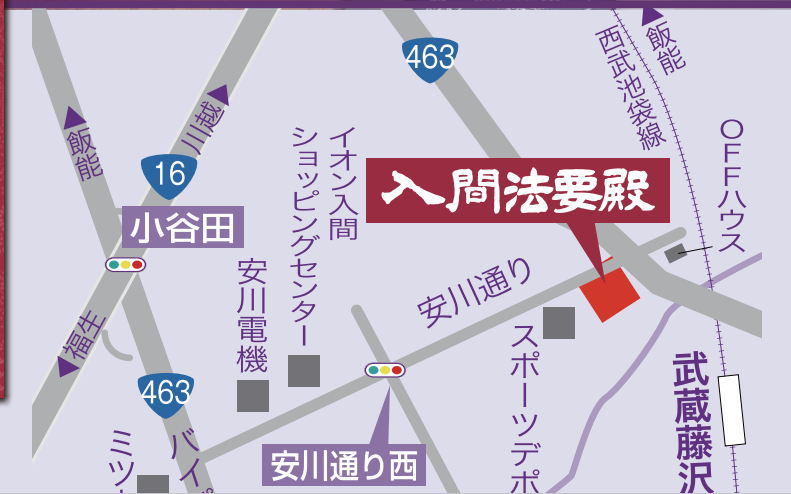 463
飯能
西武池袋線
飯能
川越
16
イオン入間
ショッピングセンター
OFFハウス
入間法要殿
小谷田
安川通り
安川電機
福生
スポーツデポ
武蔵藤沢
463
バイパ
ミツ
安川通り西